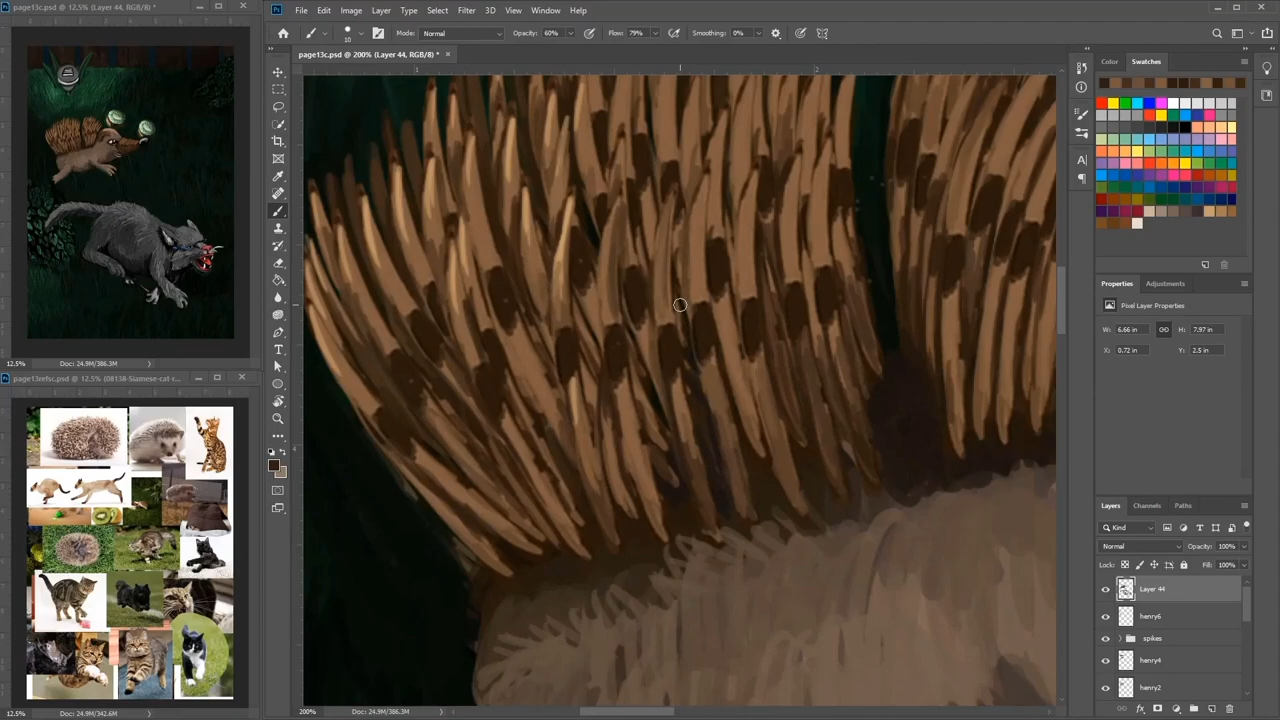 page13c.psd @ 12.5% (Layer 44, RGB/8) *
12.5% Doc: 24.9M/386.3M
page13refsc.psd @ 12.5% (08138-Siamese-cat-r...
12.5% Doc: 24.9M/342.6M
File Edit Image Layer Type Select Filter 3D View Window Help
10 Mode: Normal Opacity: 60% Flow: 79% Smoothing: 0%
page13c.psd @ 200% (Layer 44, RGB/8) *
1 2
4
200% Doc: 24.9M/386.3M
Color Swatches
Properties Adjustments
Pixel Layer Properties
W: 6.66 in H: 7.97 in
X: 0.72 in Y: 2.5 in
Layers Channels Paths
Kind
Normal Opacity: 100%
Lock: Fill: 100%
Layer 44
henry6
spikes
henry4
henry2